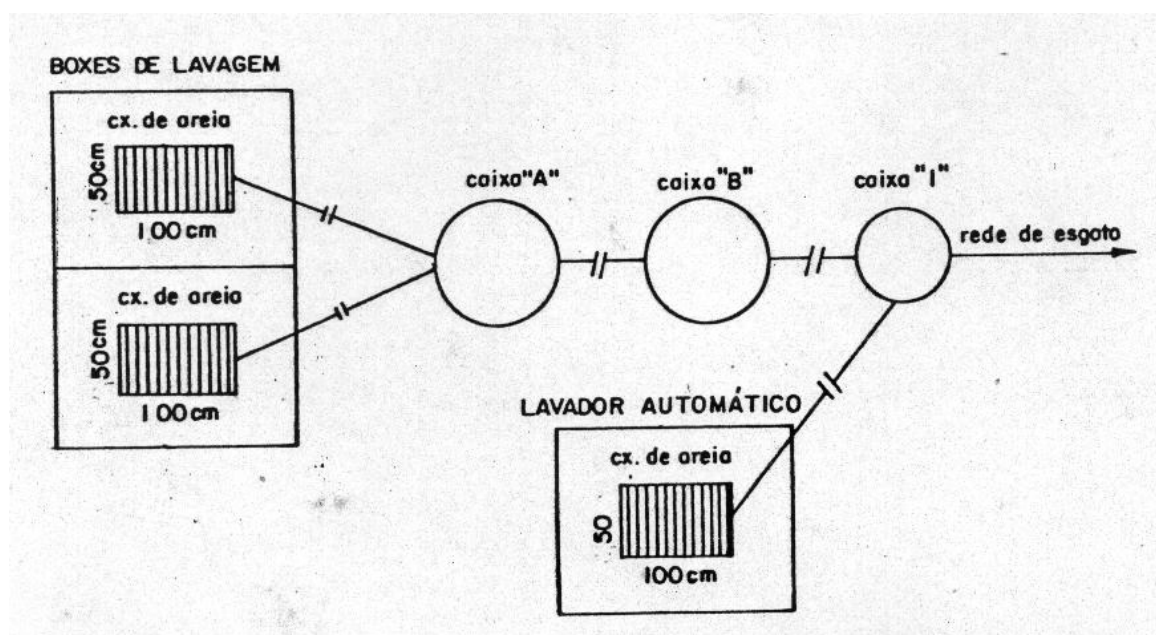 BOXES DE LAVAGEM
cx. de areia
50cm
100cm
cx. de areia
50cm
100cm
caixa "A"
caixa "B"
caixa "I"
rede de esgoto
LAVADOR AUTOMÁTICO
cx. de areia
50
100cm